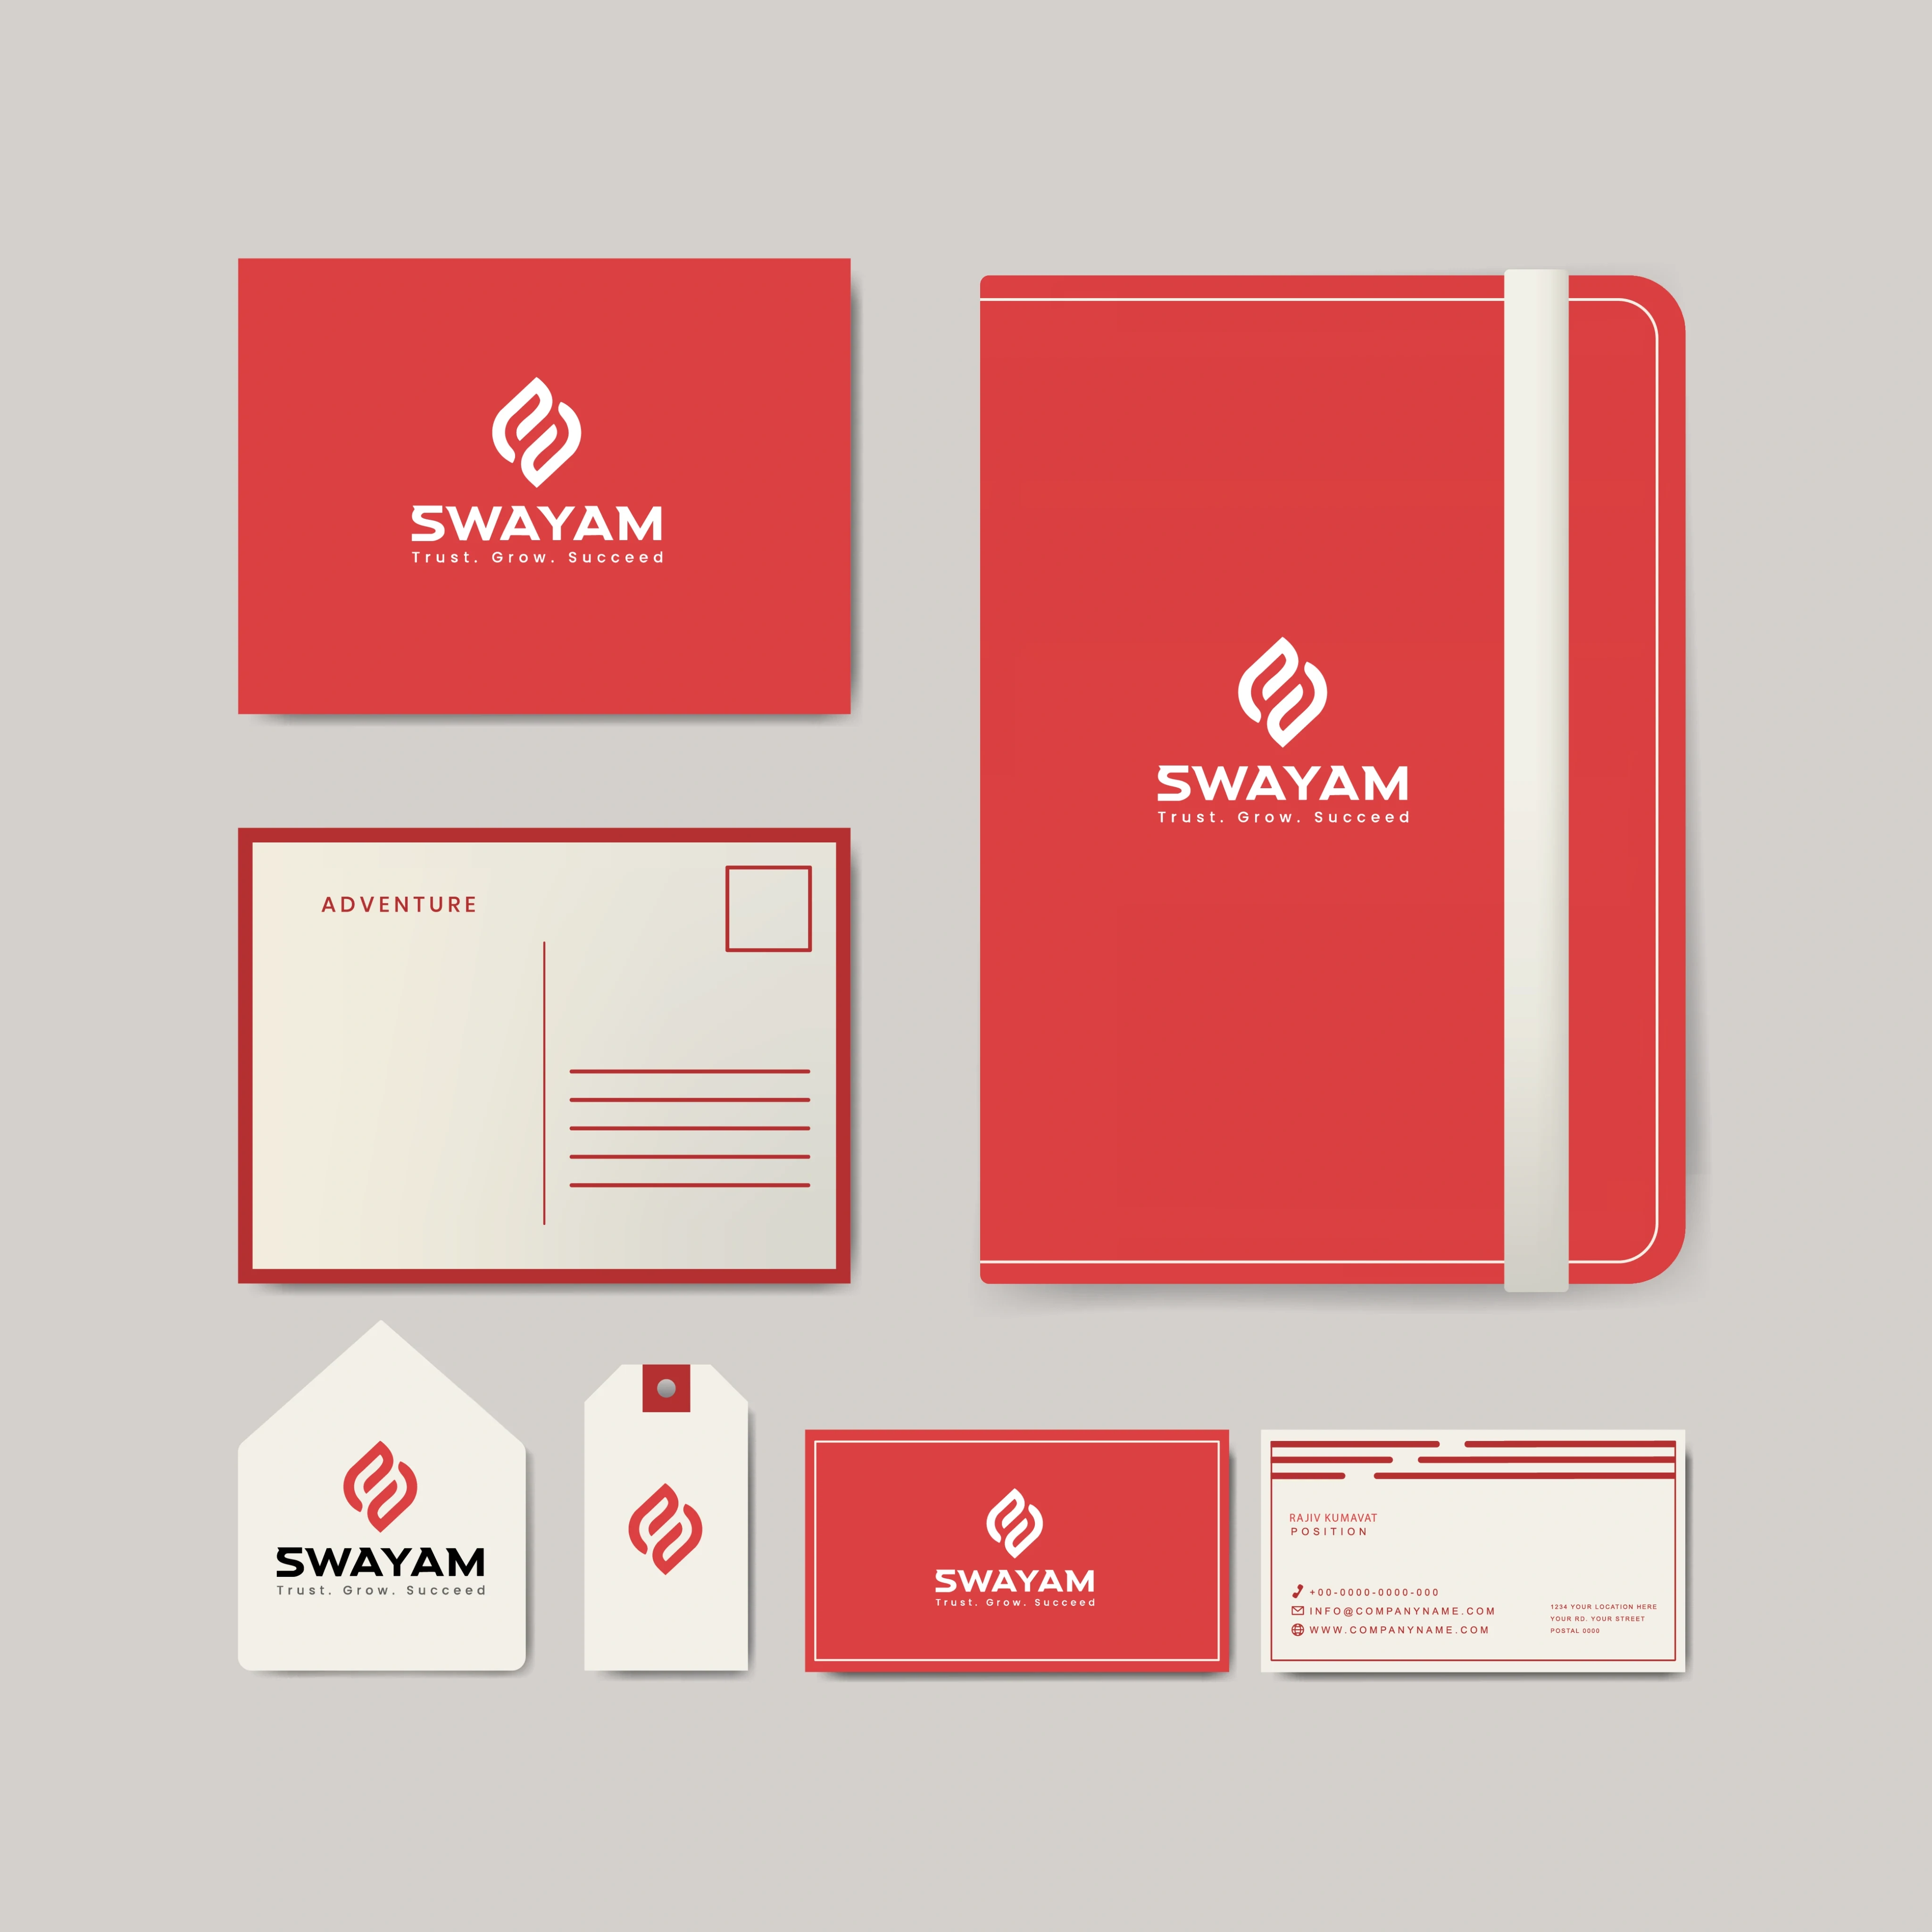 SWAYAM
Trust. Grow. Succeed
SWAYAM
Trust. Grow. Succeed
ADVENTURE
SWAYAM
Trust. Grow. Succeed
SWAYAM
Trust. Grow. Succeed
RAJIV KUMAVAT
POSITION
+00-0000-0000-000
INFO@COMPANYNAME.COM
WWW.COMPANYNAME.COM
1234 YOUR LOCATION HERE
YOUR RD. YOUR STREET
POSTAL 0000